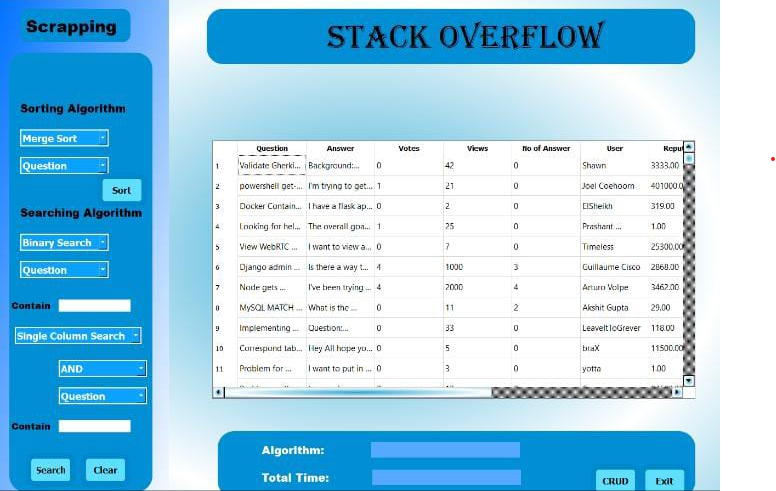 Scrapping
STACK OVERFLOW
Sorting Algorithm
Merge Sort
Question
Sort
Searching Algorithm
Binary Search
Question
Contain
Single Column Search
AND
Question
Contain
Search Clear
Question Answer Votes Views No of Answer User Reput
1 Validate Gherki... Background:... 0 42 0 Shawn 3333.00
2 powershell get-... I'm trying to get... 1 21 0 Joel Coehoorn 401000.0
3 Docker Contain... I have a flask ap... 0 2 0 ElSheikh 319.00
4 Looking for hel... The overall goa... 1 25 0 Prashant ... 1.00
5 View WebRTC ... I want to view a... 0 7 0 Timeless 25300.00
6 Django admin ... Is there a way t... 4 1000 3 Guillaume Cisco 2868.00
7 Node gets ... I've been trying ... 4 2000 4 Arturo Volpe 3462.00
8 MySQL MATCH ... What is the ... 0 11 2 Akshit Gupta 29.00
9 Implementing ... Question:... 0 33 0 LeaveItToGrever 118.00
10 Correspond tab... Hey All hope yo... 0 5 0 braX 11500.00
11 Problem for ... I want to put in ... 0 3 0 yotta 1.00
Algorithm:
Total Time:
CRUD Exit